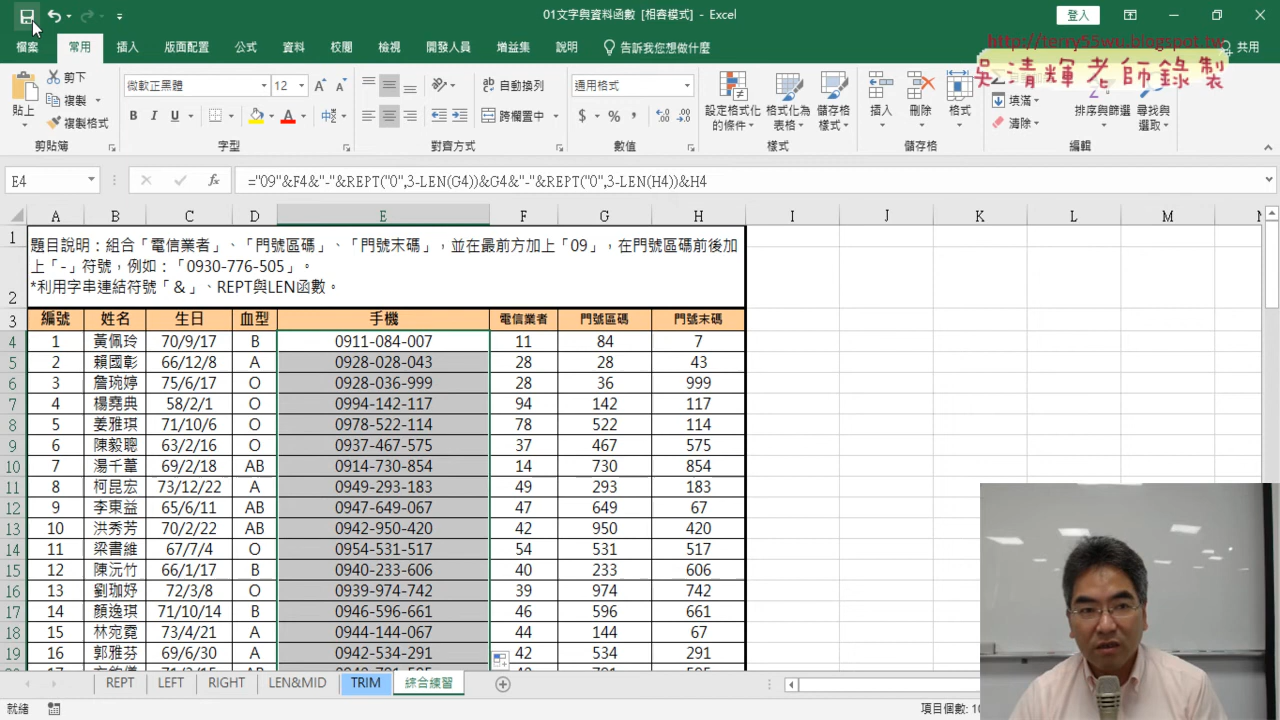 01文字與資料函數 [相容模式] - Excel
登入
檔案 常用 插入 版面配置 公式 資料 校閱 檢視 開發人員 增益集 說明 告訴我您想做什麼 共用
http://terry55wu.blogspot.tw
吳清輝老師錄製
貼上 剪下 複製 複製格式 剪貼簿
微軟正黑體 12 B I U 字型
自動換列 跨欄置中 對齊方式
通用格式 $ % 數值
設定格式化的條件 格式化為表格 儲存格樣式 樣式
插入 刪除 格式 儲存格
填滿 清除 排序與篩選 尋找與選取 編輯
E4 fx ="09"&F4&"-"&REPT("0",3-LEN(G4))&G4&"-"&REPT("0",3-LEN(H4))&H4
A B C D E F G H I J K L M
1 題目說明：組合「電信業者」、「門號區碼」、「門號末碼」，並在最前方加上「09」，在門號區碼前後加
上「-」符號，例如：「0930-776-505」。
2 *利用字串連結符號「&」、REPT與LEN函數。
3 編號 姓名 生日 血型 手機 電信業者 門號區碼 門號末碼
4 1 黃佩玲 70/9/17 B 0911-084-007 11 84 7
5 2 賴國彰 66/12/8 A 0928-028-043 28 28 43
6 3 詹琬婷 75/6/17 O 0928-036-999 28 36 999
7 4 楊堯典 58/2/1 O 0994-142-117 94 142 117
8 5 姜雅琪 71/10/6 O 0978-522-114 78 522 114
9 6 陳毅聰 63/2/16 O 0937-467-575 37 467 575
10 7 湯千葦 69/2/18 AB 0914-730-854 14 730 854
11 8 柯昆宏 73/12/22 A 0949-293-183 49 293 183
12 9 李東益 65/6/11 AB 0947-649-067 47 649 67
13 10 洪秀芳 70/2/22 AB 0942-950-420 42 950 420
14 11 梁書維 67/7/4 O 0954-531-517 54 531 517
15 12 陳沅竹 66/1/17 B 0940-233-606 40 233 606
16 13 劉珈妤 72/3/8 O 0939-974-742 39 974 742
17 14 顏逸琪 71/10/14 B 0946-596-661 46 596 661
18 15 林宛霓 73/4/21 A 0944-144-067 44 144 67
19 16 郭雅芬 69/6/30 A 0942-534-291 42 534 291
REPT LEFT RIGHT LEN&MID TRIM 綜合練習
就緒